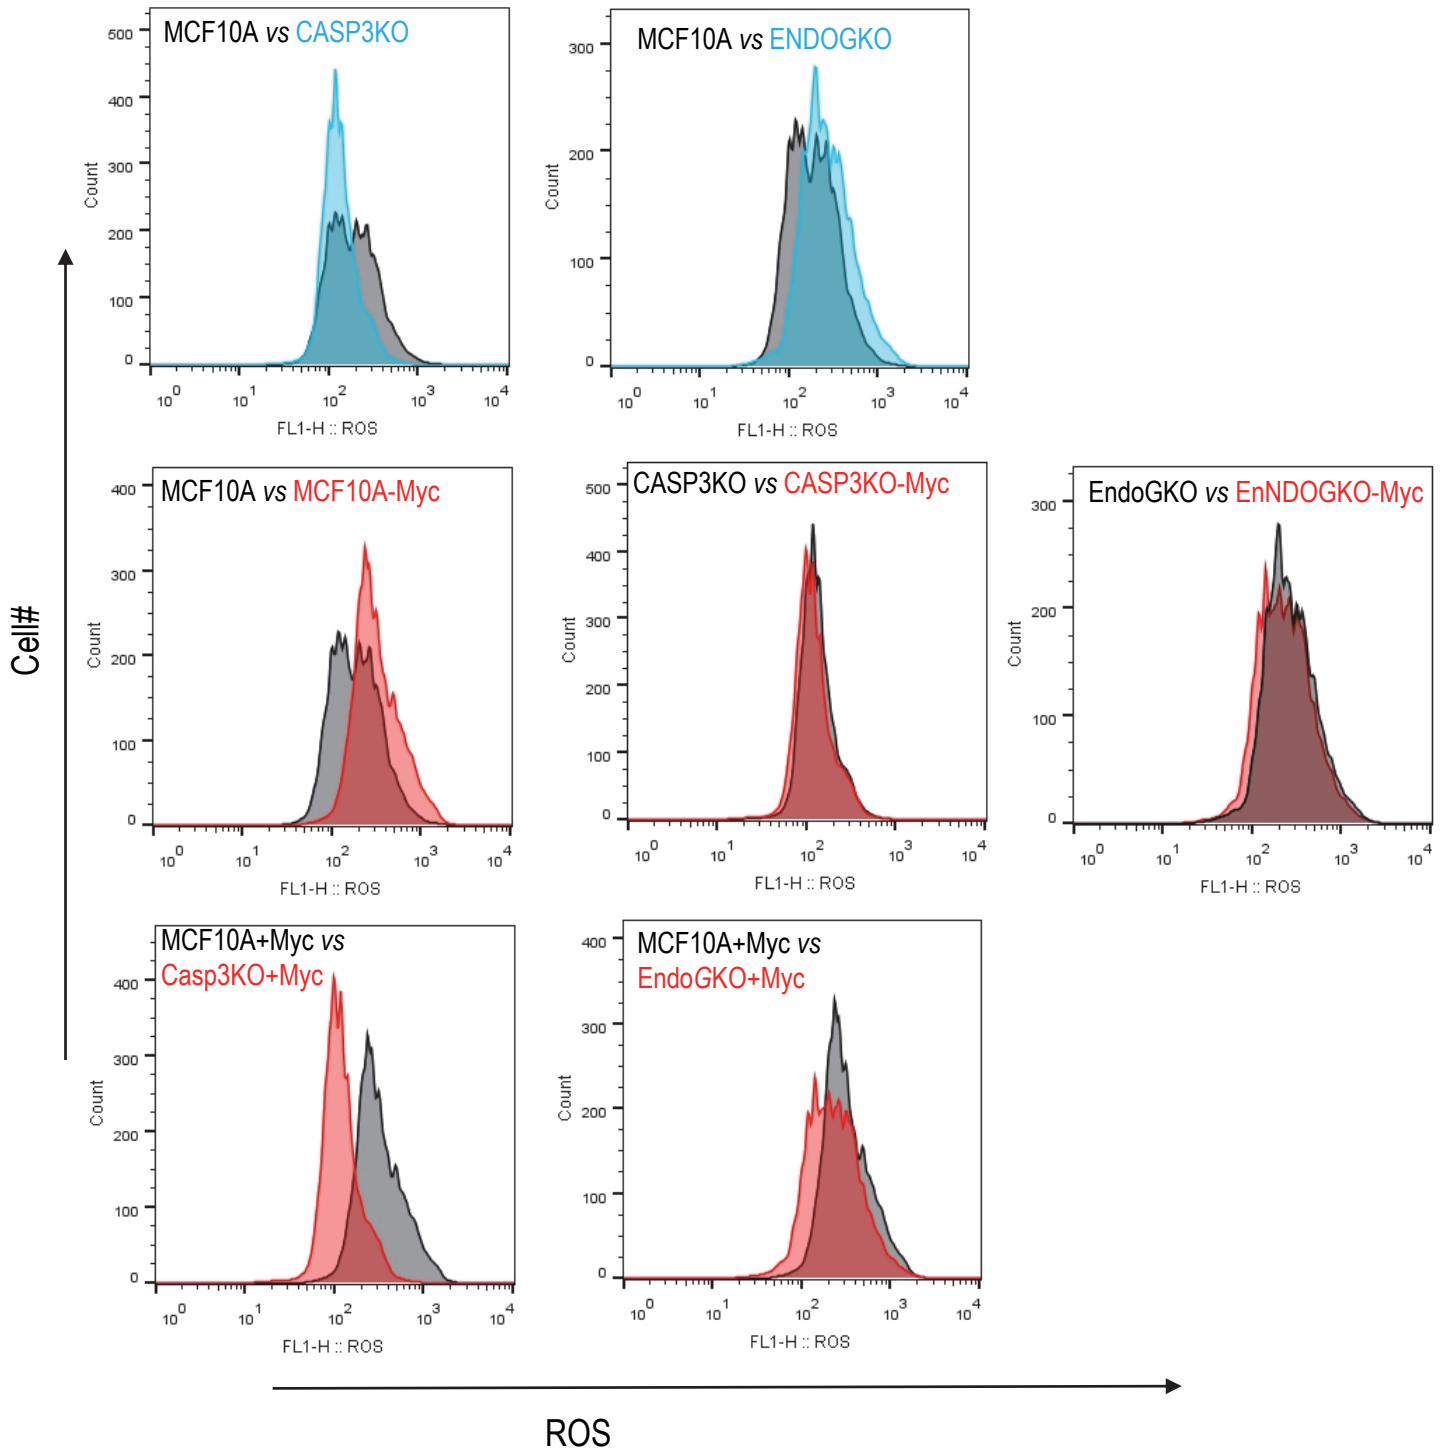 MCF10A vs CASP3KO
500
400
300
200
100
0
Count
10^0 10^1 10^2 10^3 10^4
FL1-H :: ROS
MCF10A vs ENDOGKO
300
200
100
0
Count
10^0 10^1 10^2 10^3 10^4
FL1-H :: ROS
Cell#
MCF10A vs MCF10A-Myc
400
300
200
100
0
Count
10^0 10^1 10^2 10^3 10^4
FL1-H :: ROS
CASP3KO vs CASP3KO-Myc
500
400
300
200
100
0
Count
10^0 10^1 10^2 10^3 10^4
FL1-H :: ROS
EndoGKO vs EnNDOGKO-Myc
300
200
100
0
Count
10^0 10^1 10^2 10^3 10^4
FL1-H :: ROS
MCF10A+Myc vs
Casp3KO+Myc
400
300
200
100
0
Count
10^0 10^1 10^2 10^3 10^4
FL1-H :: ROS
MCF10A+Myc vs
EndoGKO+Myc
400
300
200
100
0
Count
10^0 10^1 10^2 10^3 10^4
FL1-H :: ROS
ROS